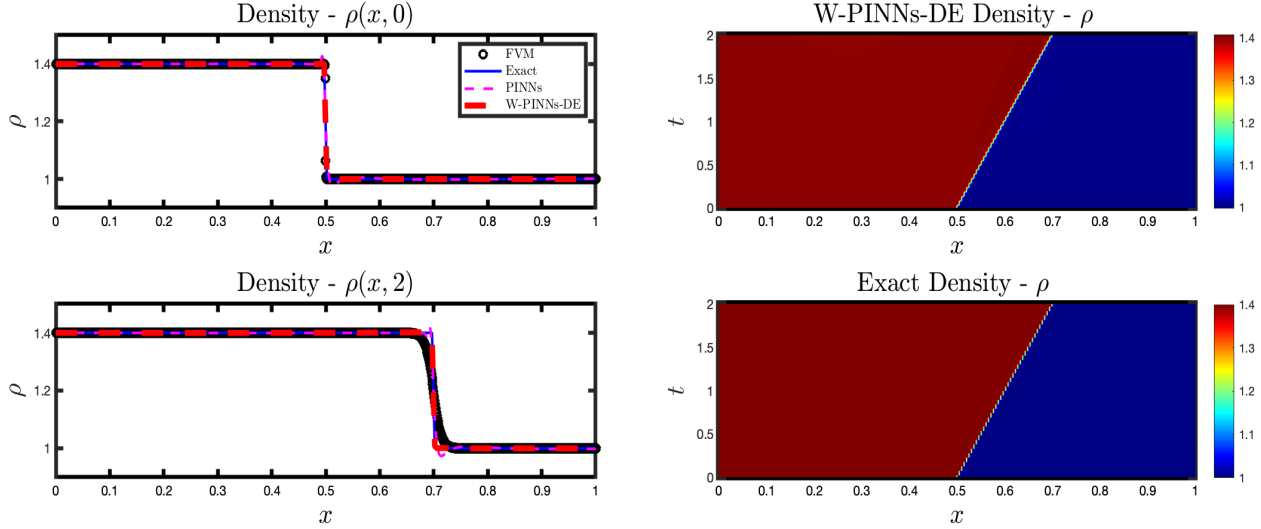 Density - ρ(x, 0)
1.4
1.2
1
ρ
FVM
Exact
PINNs
W-PINNs-DE
0 0.1 0.2 0.3 0.4 0.5 0.6 0.7 0.8 0.9 1
x
W-PINNs-DE Density - ρ
2
1.5
1
0.5
0
t
0 0.1 0.2 0.3 0.4 0.5 0.6 0.7 0.8 0.9 1
x
1.4
1.3
1.2
1.1
1
Density - ρ(x, 2)
1.4
1.2
1
ρ
0 0.1 0.2 0.3 0.4 0.5 0.6 0.7 0.8 0.9 1
x
Exact Density - ρ
2
1.5
1
0.5
0
t
0 0.1 0.2 0.3 0.4 0.5 0.6 0.7 0.8 0.9 1
x
1.4
1.3
1.2
1.1
1